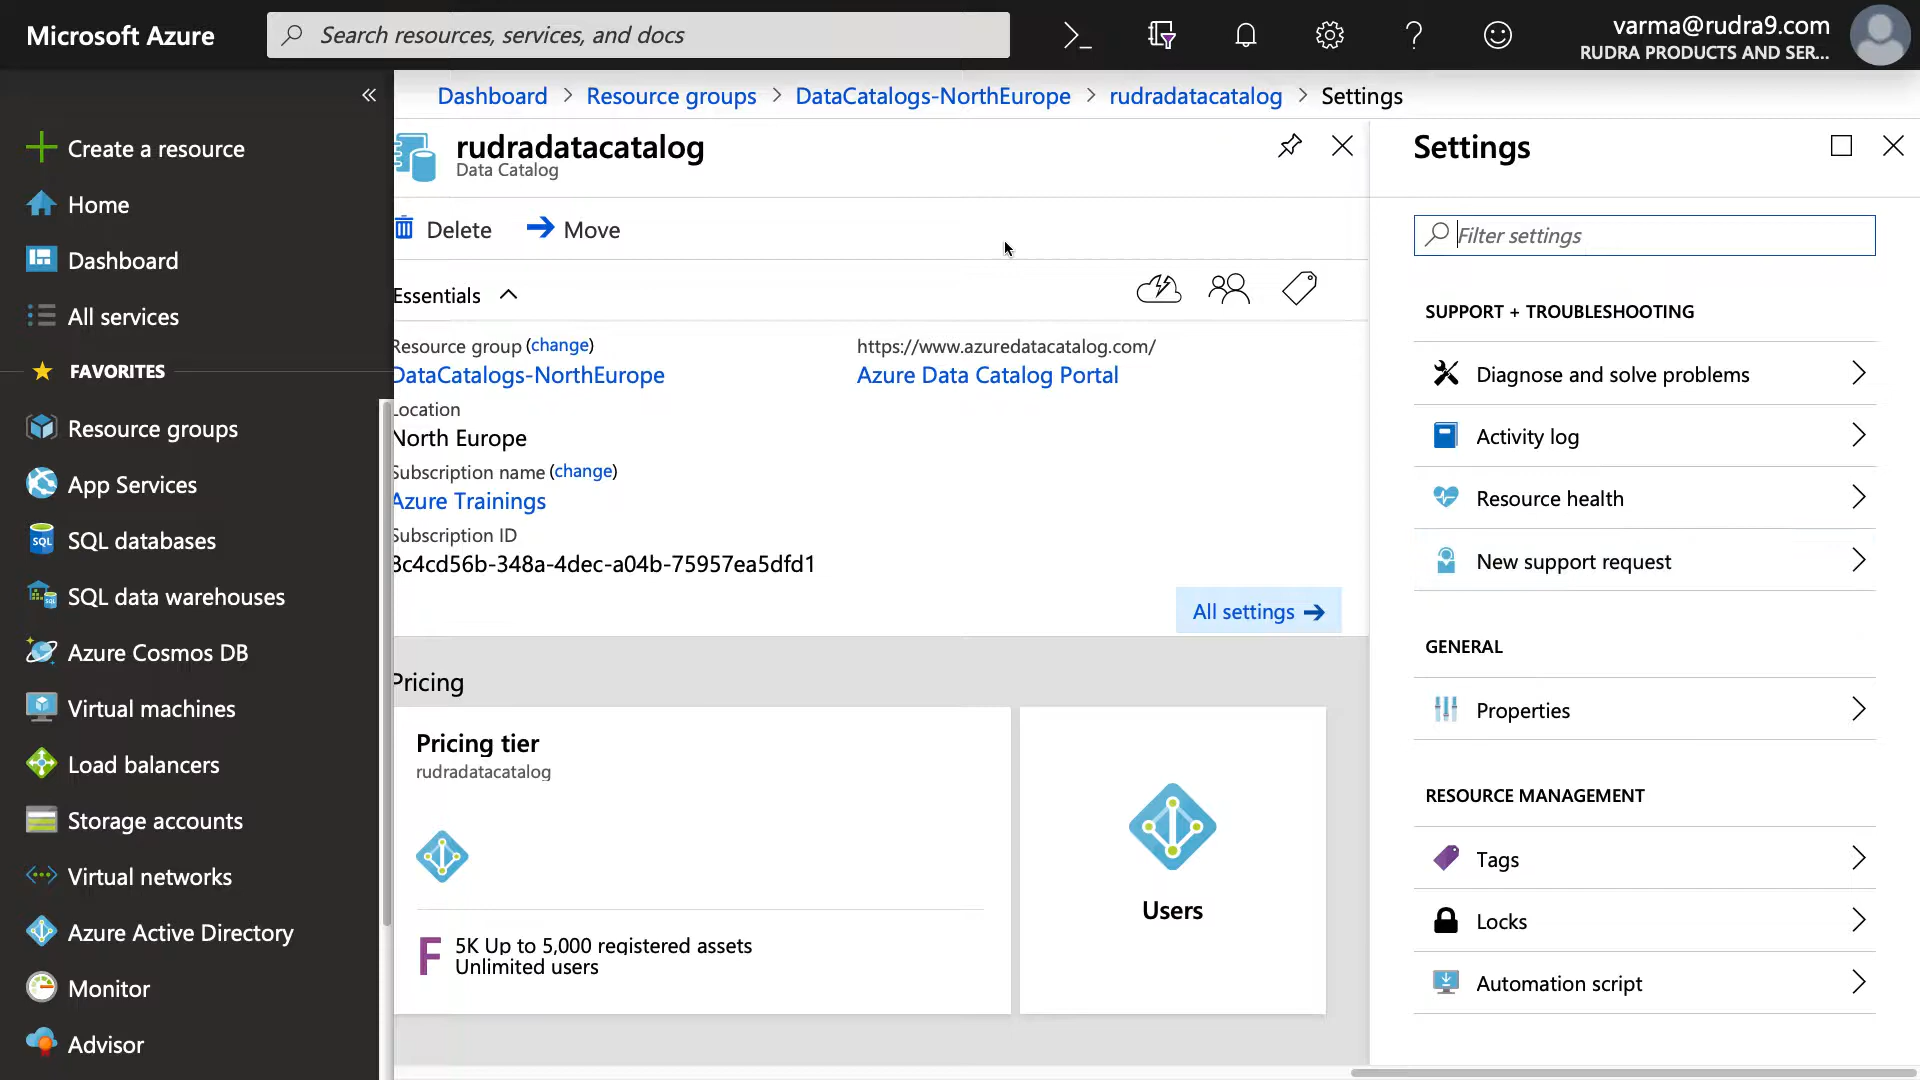 Microsoft Azure
Search resources, services, and docs
varma@rudra9.com
RUDRA PRODUCTS AND SER...
Create a resource
Home
Dashboard
All services
FAVORITES
Resource groups
App Services
SQL databases
SQL data warehouses
Azure Cosmos DB
Virtual machines
Load balancers
Storage accounts
Virtual networks
Azure Active Directory
Monitor
Advisor
Dashboard > Resource groups > DataCatalogs-NorthEurope > rudradatacatalog > Settings
rudradatacatalog
Data Catalog
Delete
Move
Essentials
Resource group (change)
DataCatalogs-NorthEurope
Location
North Europe
Subscription name (change)
Azure Trainings
Subscription ID
8c4cd56b-348a-4dec-a04b-75957ea5dfd1
https://www.azuredatacatalog.com/
Azure Data Catalog Portal
All settings
Pricing
Pricing tier
rudradatacatalog
F
5K Up to 5,000 registered assets
Unlimited users
Users
Settings
Filter settings
SUPPORT + TROUBLESHOOTING
Diagnose and solve problems
Activity log
Resource health
New support request
GENERAL
Properties
RESOURCE MANAGEMENT
Tags
Locks
Automation script